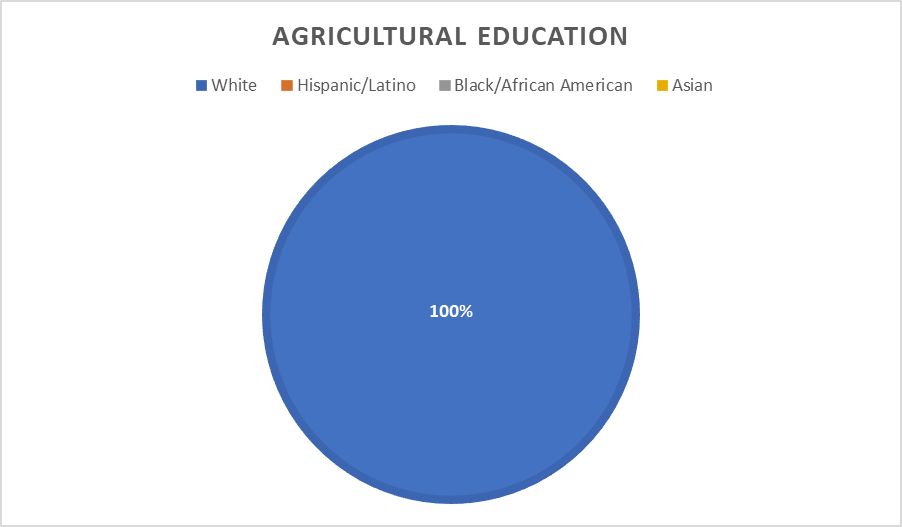 AGRICULTURAL EDUCATION
White Hispanic/Latino Black/African American Asian
100%